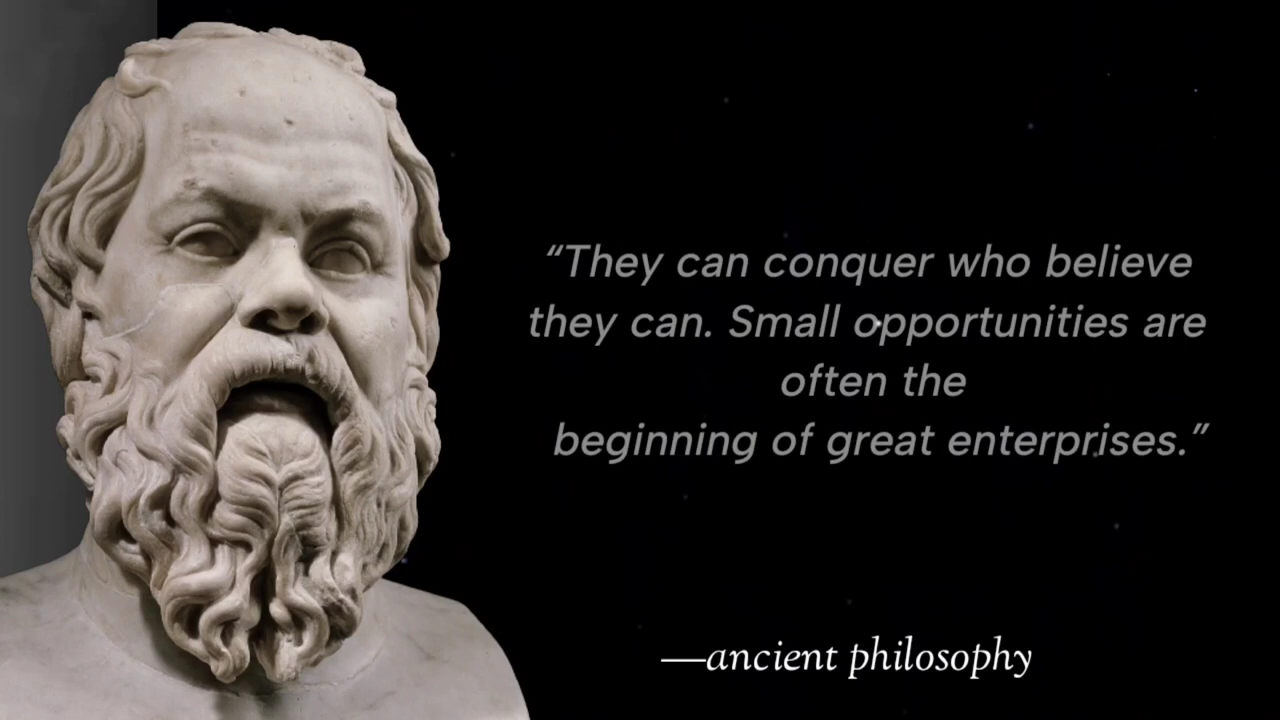 “They can conquer who believe
they can. Small opportunities are
often the
beginning of great enterprises.”
—ancient philosophy